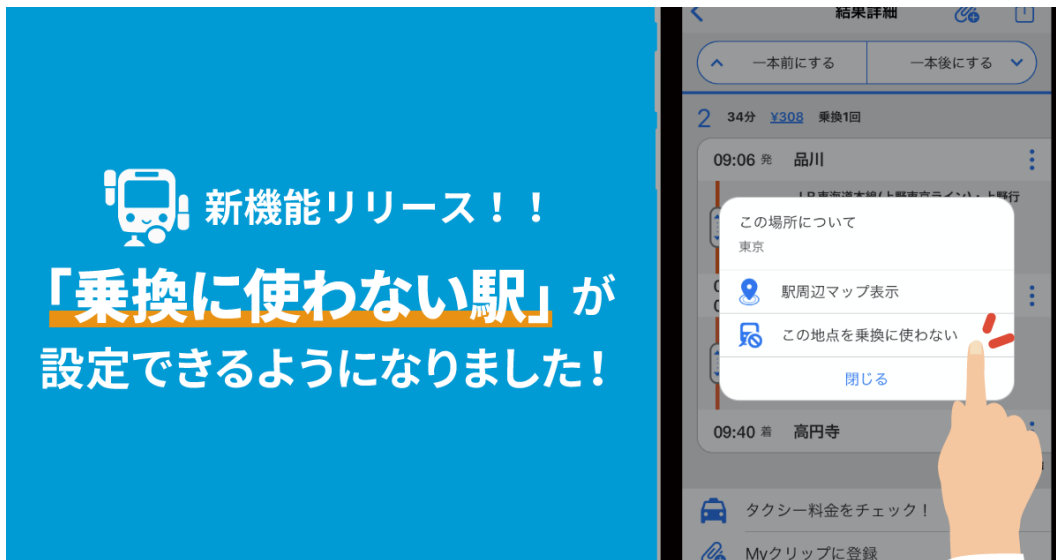 新機能リリース！！
「乗換に使わない駅」が
設定できるようになりました！
結果詳細
一本前にする
一本後にする
2 34分 ¥308 乗換1回
09:06 発 品川
この場所について
東京
駅周辺マップ表示
この地点を乗換に使わない
閉じる
09:40 着 高円寺
タクシー料金をチェック！
Myクリップに登録